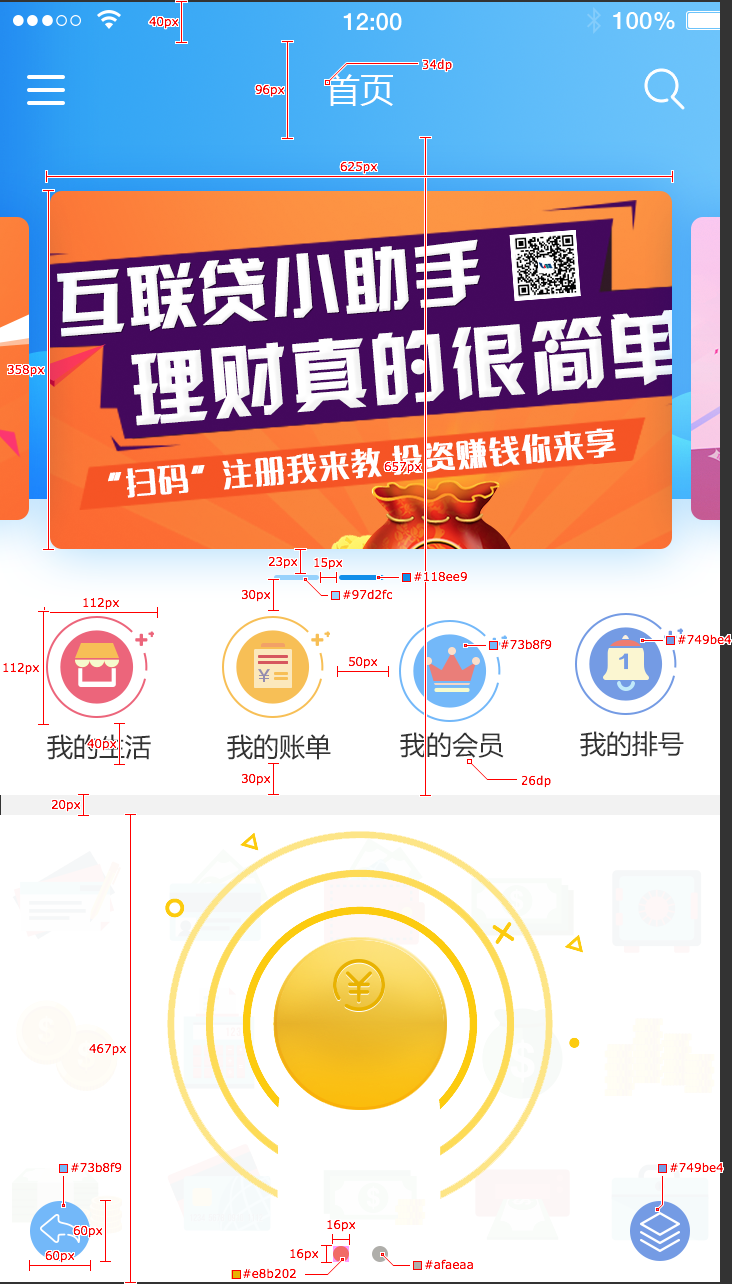 40px
12:00
100%
34dp
96px
首页
625px
互联贷小助手
理财真的很简单
358px
657px
“扫码”注册我来教 投资赚钱你来享
23px
15px
#118ee9
30px
#97d2fc
112px
112px
50px
#73b8f9
1
#749be4
我的生活
我的账单
我的会员
我的排号
40px
30px
26dp
20px
¥
467px
#73b8f9
#749be4
60px
60px
16px
16px
#e8b202
#afaeaa